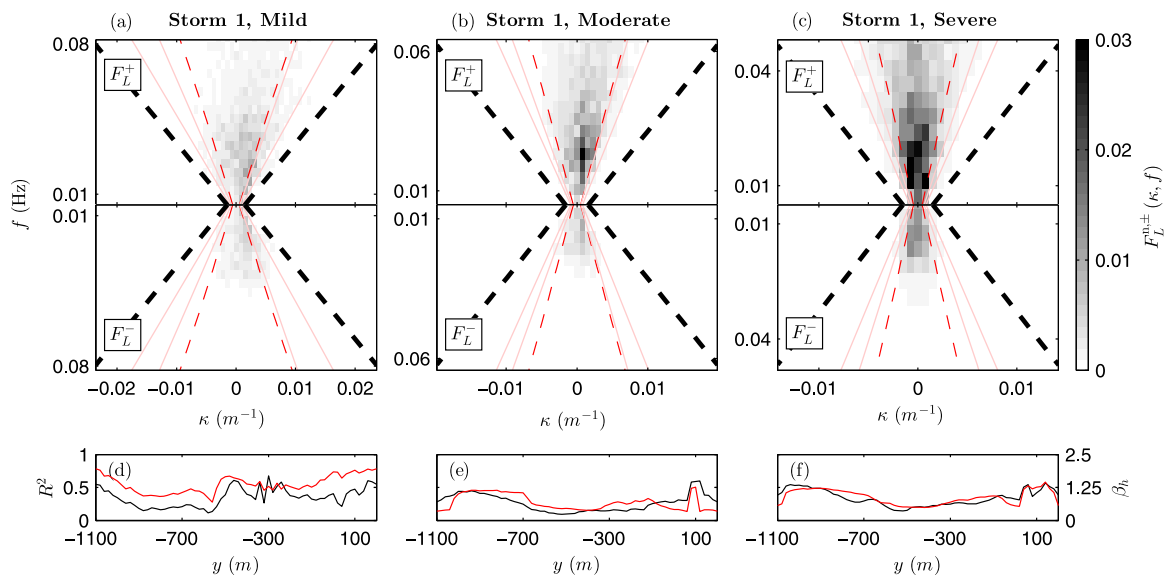 (a) Storm 1, Mild
(b) Storm 1, Moderate
(c) Storm 1, Severe
f (Hz)
0.08
0.01
0.01
0.08
F_L^+
F_L^-
−0.02 −0.01 0 0.01 0.02
κ (m^{-1})
0.06
0.01
0.01
0.06
F_L^+
F_L^-
−0.01 0 0.01
κ (m^{-1})
0.04
0.01
0.01
0.04
F_L^+
F_L^-
−0.01 0 0.01
κ (m^{-1})
0.03
0.02
0.01
0
F_L^{n,±} (κ, f)
(d)
R^2
1
0.5
0
−1100 −700 −300 100
y (m)
(e)
−1100 −700 −300 100
y (m)
(f)
2.5
1.25
0
β_h
−1100 −700 −300 100
y (m)